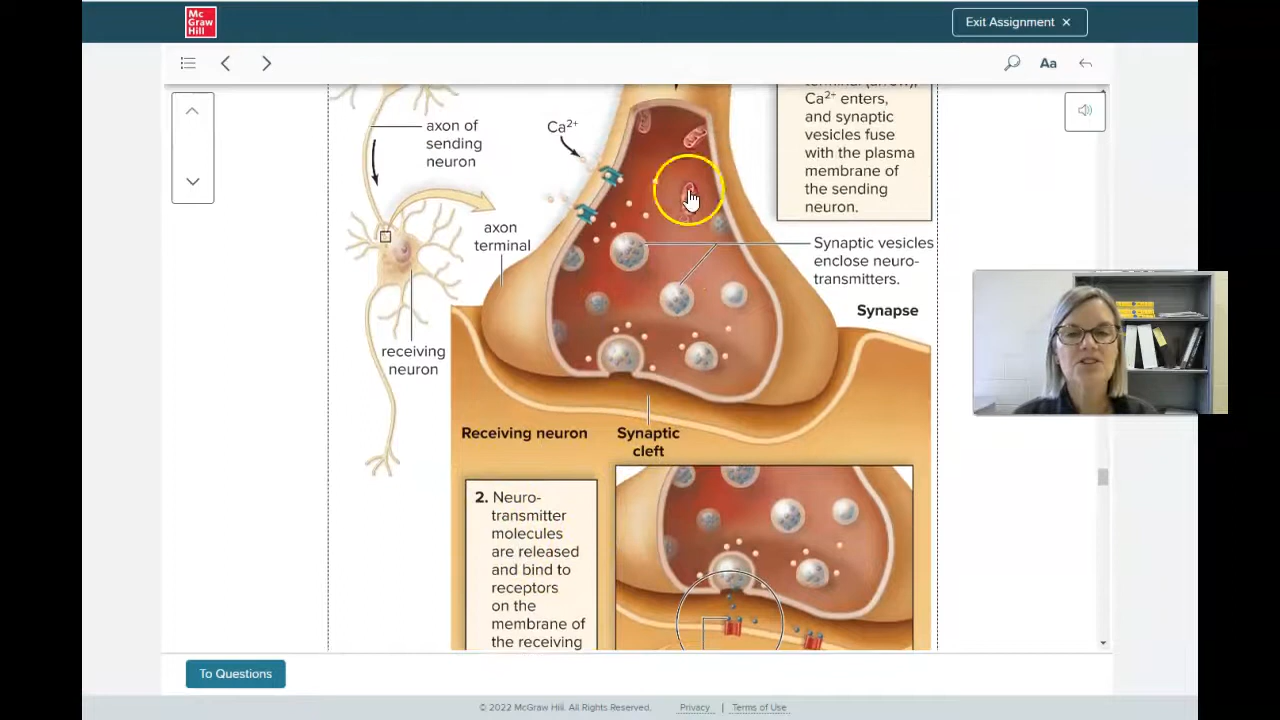 Mc
Graw
Hill
Exit Assignment ×
Aa
axon of
sending
neuron
Ca2+
axon
terminal
receiving
neuron
terminal (arrow),
Ca2+ enters,
and synaptic
vesicles fuse
with the plasma
membrane of
the sending
neuron.
Synaptic vesicles
enclose neuro-
transmitters.
Synapse
Receiving neuron
Synaptic
cleft
2. Neuro-
transmitter
molecules
are released
and bind to
receptors
on the
membrane of
the receiving
To Questions
© 2022 McGraw Hill. All Rights Reserved.
Privacy | Terms of Use